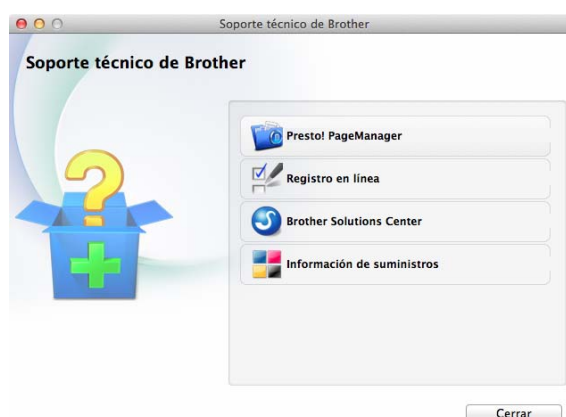 Soporte técnico de Brother
Soporte técnico de Brother
Presto! PageManager
Registro en línea
Brother Solutions Center
Información de suministros
Cerrar